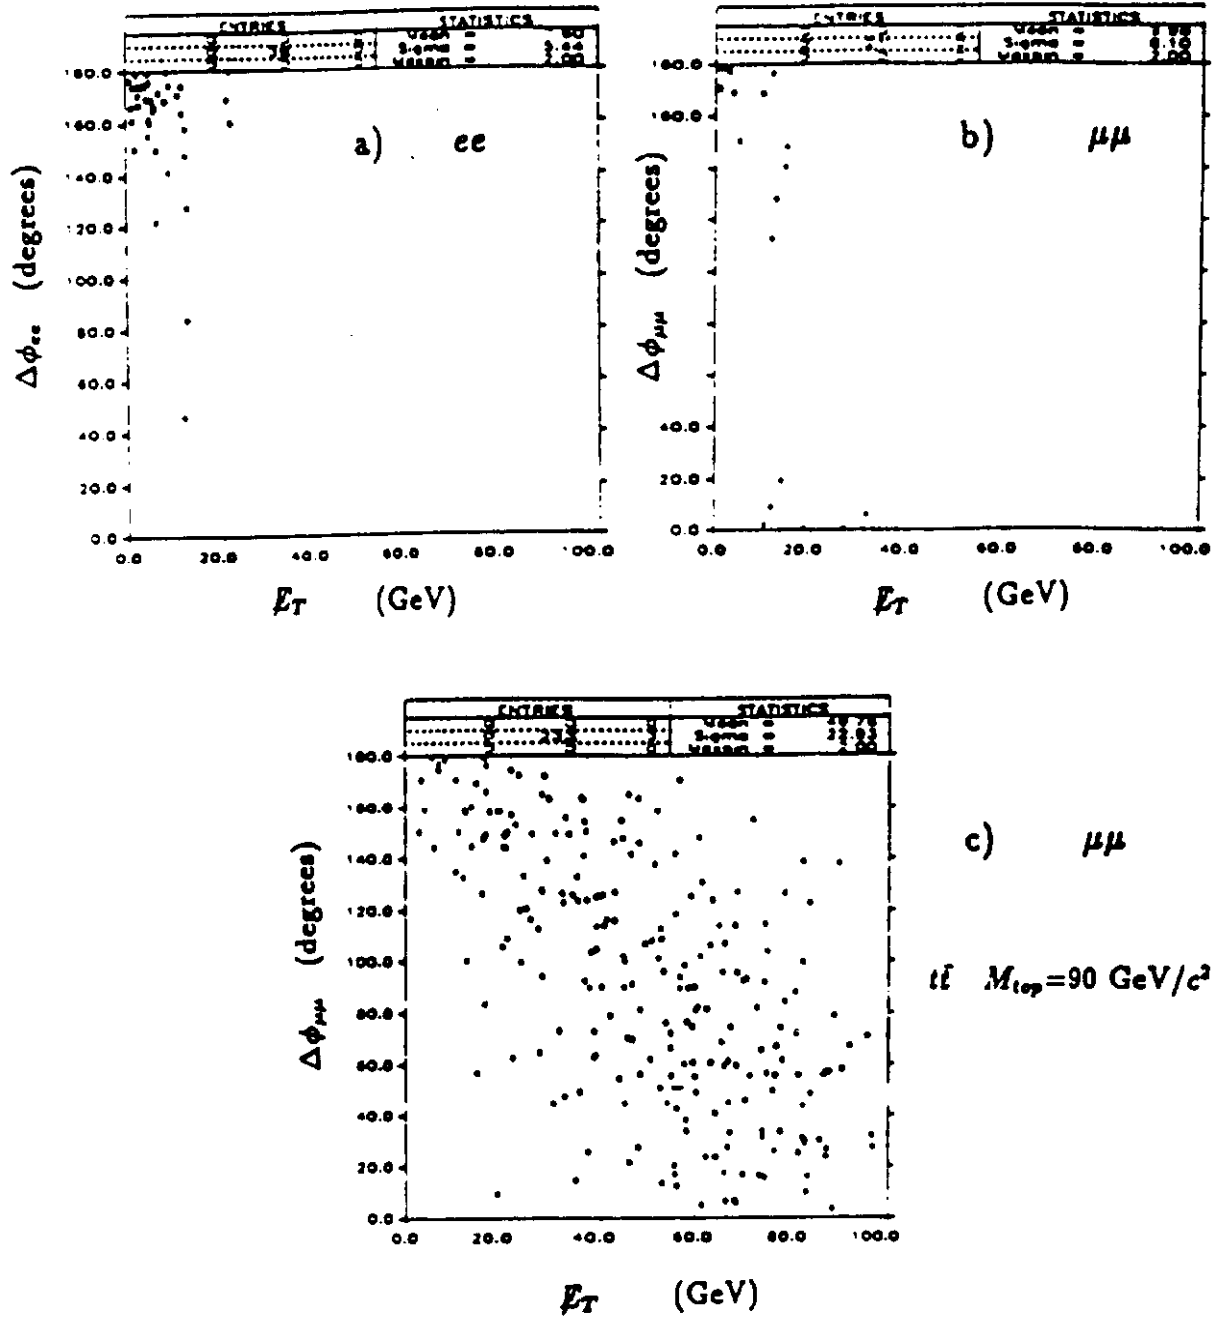 ENTRIES STATISTICS
Sigma =
180.0
160.0
140.0
120.0
100.0
80.0
60.0
40.0
20.0
0.0
0.0 20.0 40.0 60.0 80.0 100.0
a) ee
Δφee (degrees)
E̸T (GeV)
ENTRIES STATISTICS
Sigma =
180.0
160.0
40.0
20.0
0.0
0.0 20.0 40.0 60.0 80.0 100.0
b) μμ
Δφμμ (degrees)
E̸T (GeV)
ENTRIES STATISTICS
Sigma =
180.0
160.0
140.0
120.0
100.0
80.0
60.0
40.0
20.0
0.0
0.0 20.0 40.0 60.0 80.0 100.0
c) μμ
tt̄ Mtop=90 GeV/c²
Δφμμ (degrees)
E̸T (GeV)